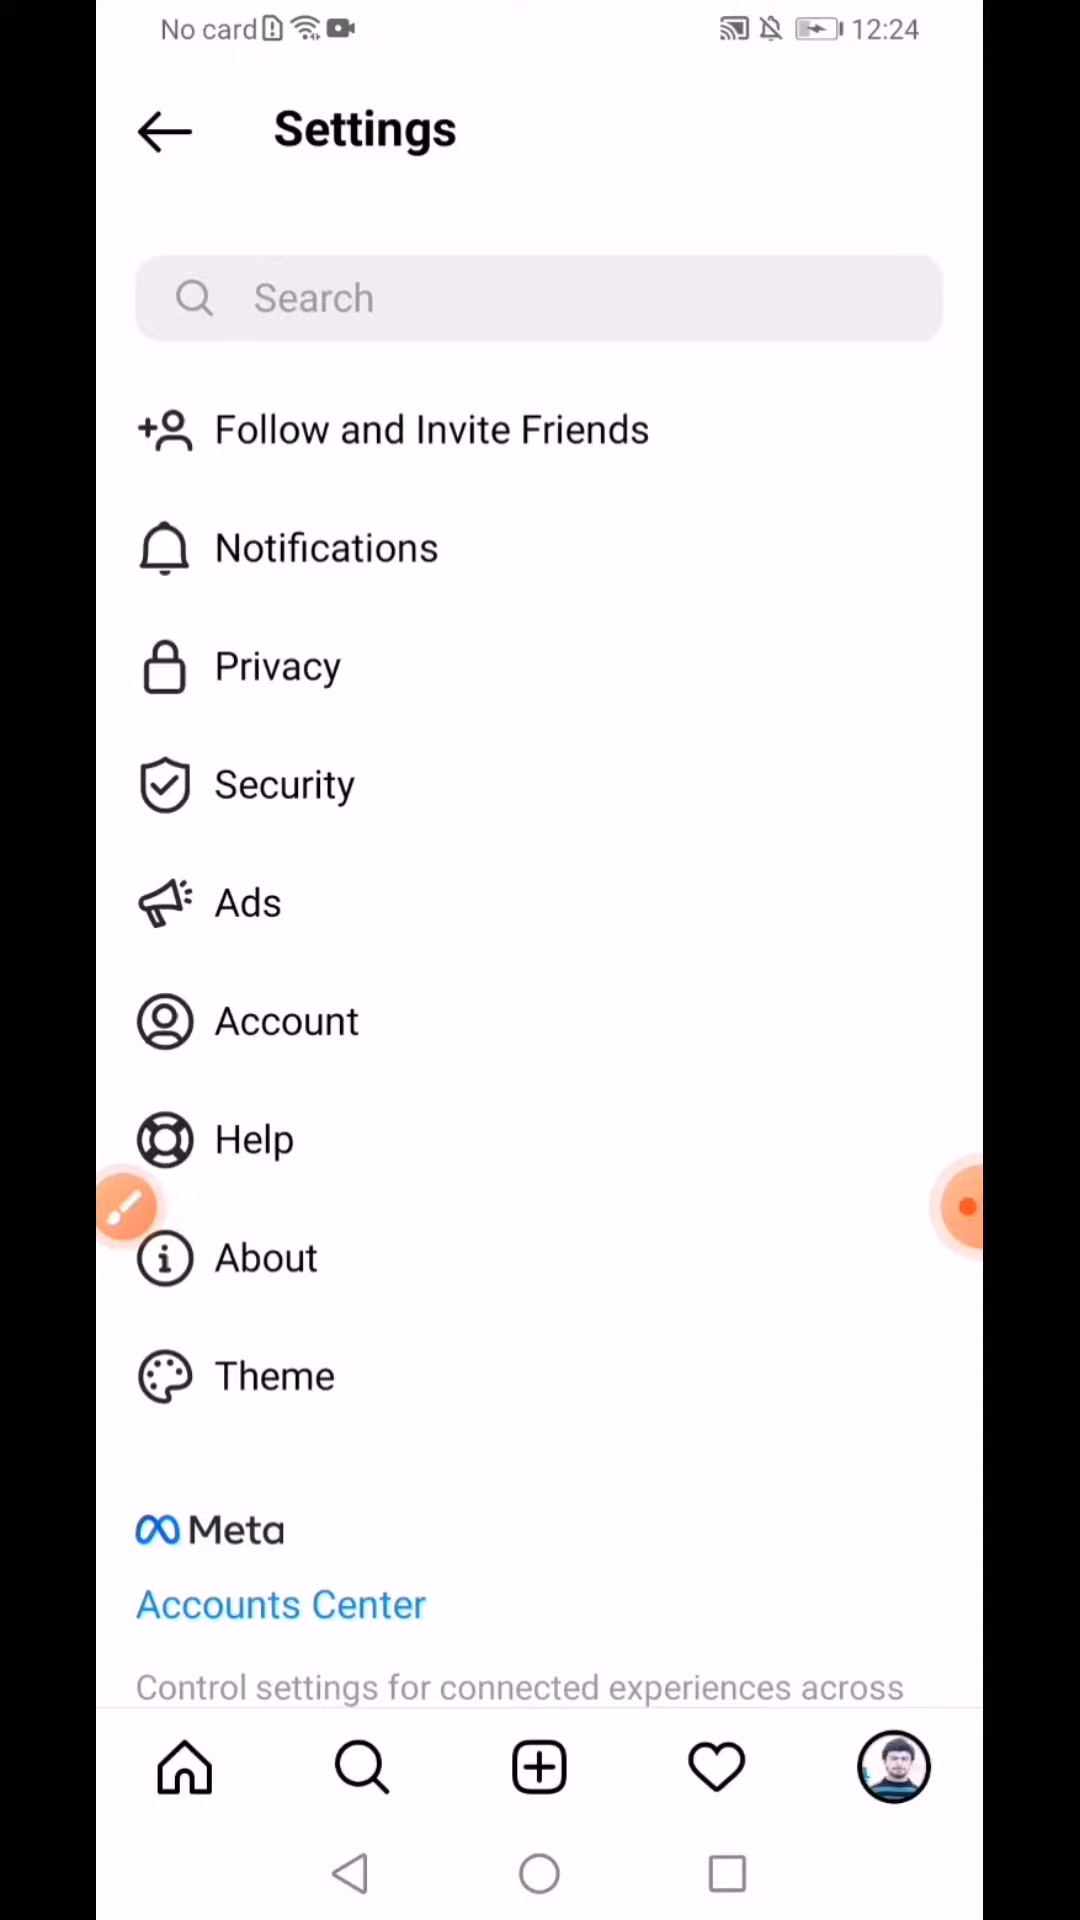 No card 12:24
Settings
Search
Follow and Invite Friends
Notifications
Privacy
Security
Ads
Account
Help
About
Theme
Meta
Accounts Center
Control settings for connected experiences across